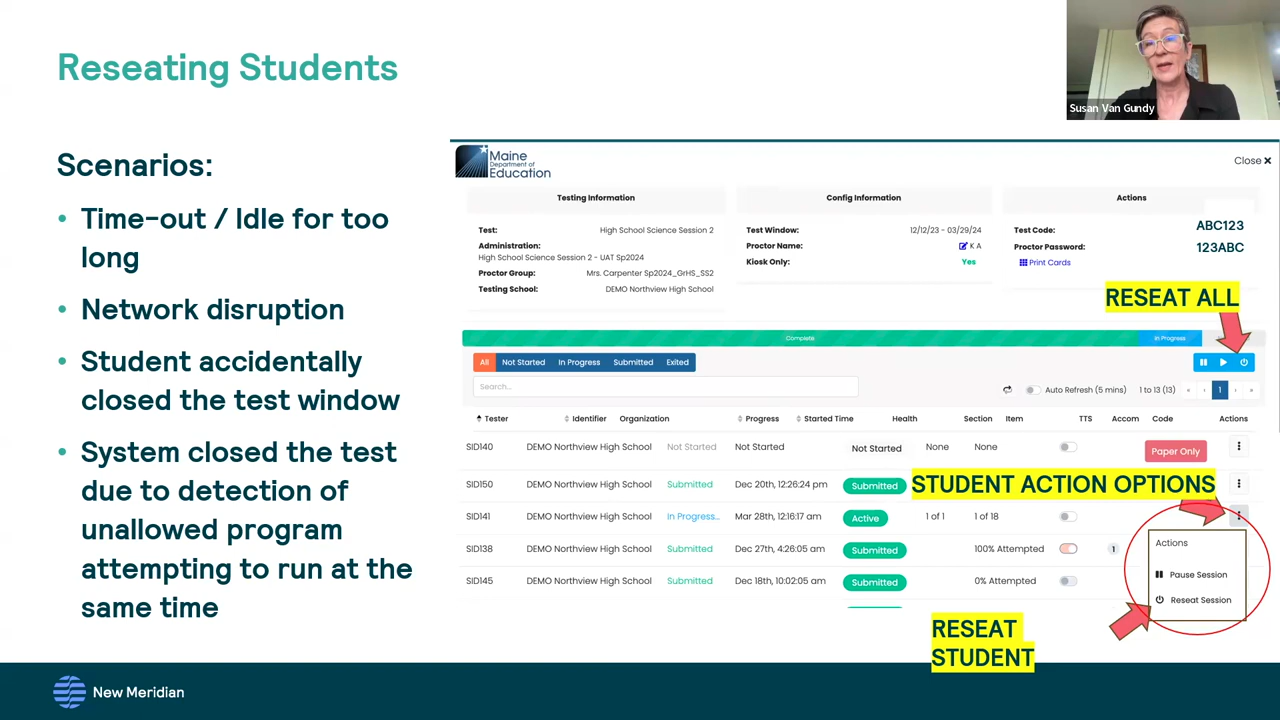 Reseating Students
Susan Van Gundy
Scenarios:
• Time-out / Idle for too
long
• Network disruption
• Student accidentally
closed the test window
• System closed the test
due to detection of
unallowed program
attempting to run at the
same time
Maine
Department of
Education
Close ×
Testing Information
Test: High School Science Session 2
Administration:
High School Science Session 2 - UAT Sp2024
Proctor Group: Mrs. Carpenter Sp2024_GrHS_SS2
Testing School: DEMO Northview High School
Config Information
Test Window: 12/12/23 - 03/29/24
Proctor Name: K A
Kiosk Only: Yes
Actions
Test Code: ABC123
Proctor Password: 123ABC
Print Cards
RESEAT ALL
Complete In Progress
All Not Started In Progress Submitted Exited
Search...
Auto Refresh (5 mins) 1 to 13 (13) « ‹ 1 › »
Tester Identifier Organization Progress Started Time Health Section Item TTS Accom Code Actions
SID140 DEMO Northview High School Not Started Not Started Not Started None None Paper Only
SID150 DEMO Northview High School Submitted Dec 20th, 12:26:24 pm Submitted
STUDENT ACTION OPTIONS
SID141 DEMO Northview High School In Progress... Mar 28th, 12:16:17 am Active 1 of 1 1 of 18
SID138 DEMO Northview High School Submitted Dec 27th, 4:26:05 am Submitted 100% Attempted 1
SID145 DEMO Northview High School Submitted Dec 18th, 10:02:05 am Submitted 0% Attempted
Actions
Pause Session
Reseat Session
RESEAT
STUDENT
New Meridian